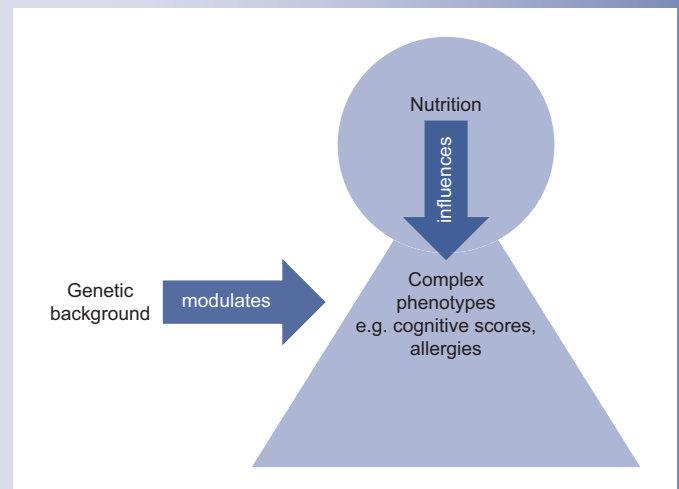 Nutrition
influences
Genetic
background
modulates
Complex
phenotypes
e.g. cognitive scores,
allergies